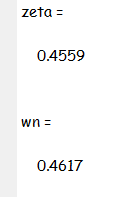 zeta =
0.4559
wn =
0.4617